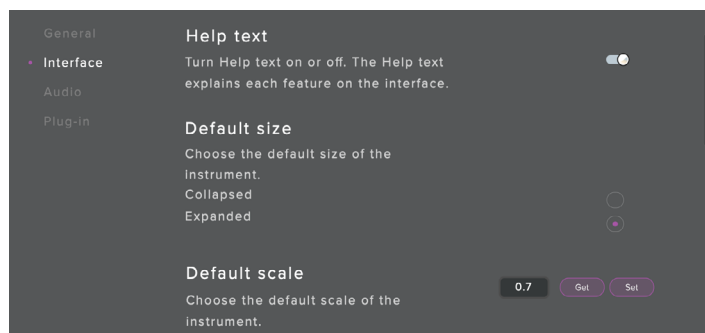 General
Interface
Audio
Plug-in
Help text
Turn Help text on or off. The Help text
explains each feature on the interface.
Default size
Choose the default size of the
instrument.
Collapsed
Expanded
Default scale
Choose the default scale of the
instrument.
0.7
Get
Set